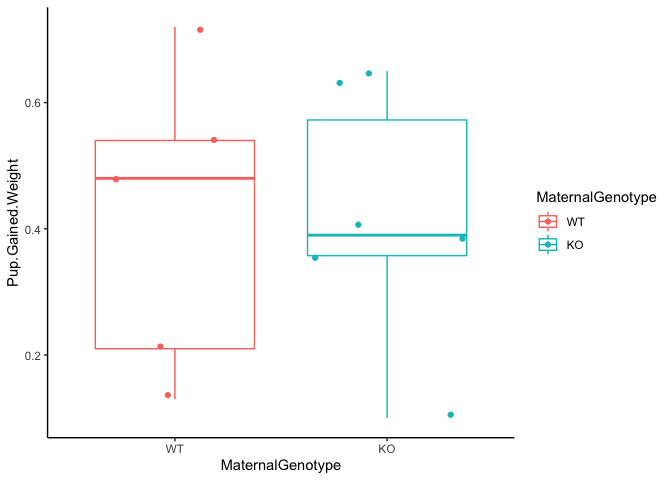 Pup.Gained.Weight
0.6
0.4
0.2
WT
KO
MaternalGenotype
MaternalGenotype
WT
KO